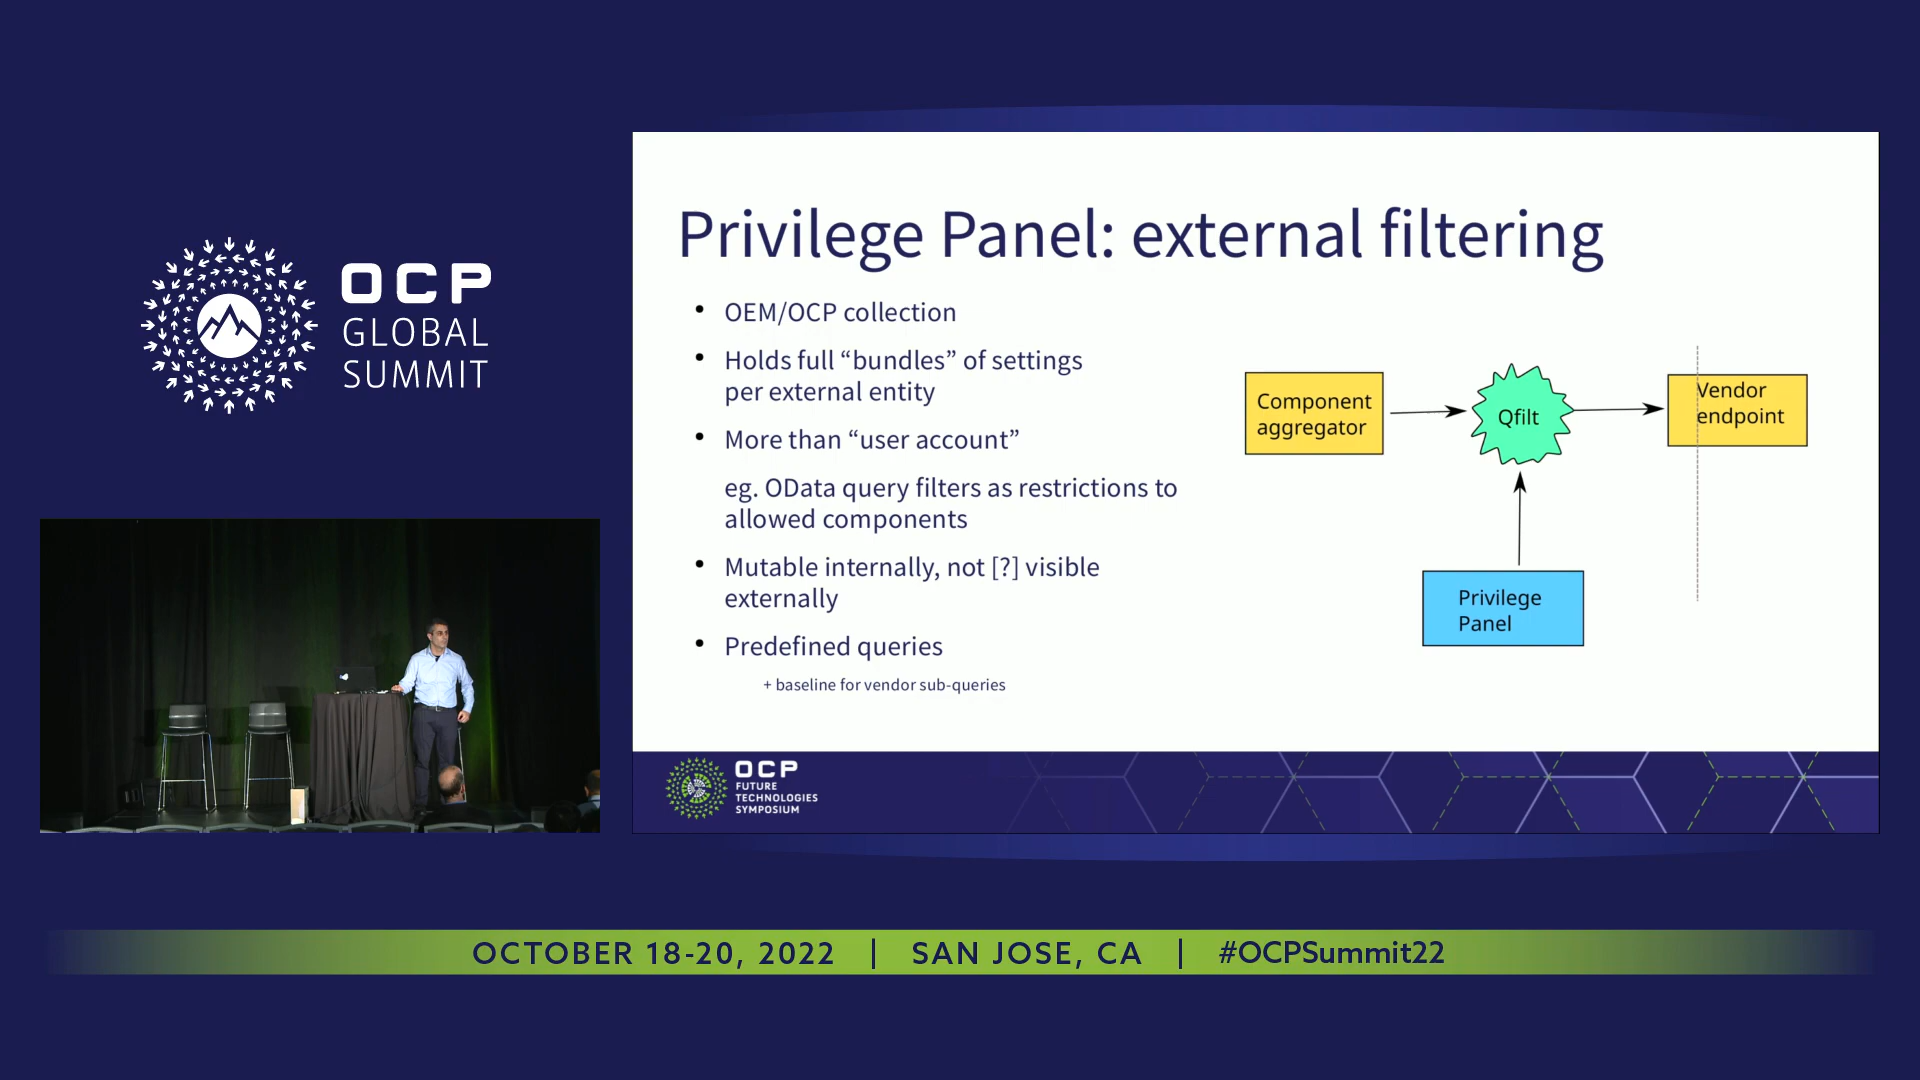 OCP
GLOBAL
SUMMIT
Privilege Panel: external filtering
• OEM/OCP collection
• Holds full “bundles” of settings
per external entity
• More than “user account”
eg. OData query filters as restrictions to
allowed components
• Mutable internally, not [?] visible
externally
• Predefined queries
+ baseline for vendor sub-queries
Component
aggregator
Qfilt
Vendor
endpoint
Privilege
Panel
OCP
FUTURE
TECHNOLOGIES
SYMPOSIUM
OCTOBER 18-20, 2022 | SAN JOSE, CA | #OCPSummit22